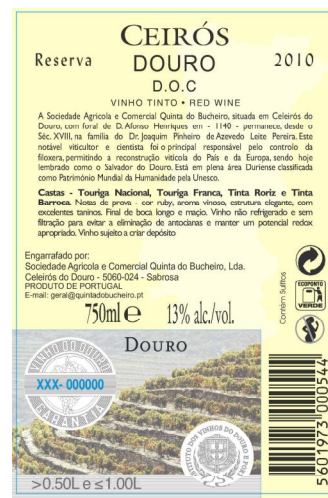 CEIRÓS
Reserva DOURO 2010
D.O.C
VINHO TINTO • RED WINE
A Sociedade Agrícola e Comercial Quinta do Bucheiro, situada em Celeirós do
Douro, com foral de D. Afonso Henriques em - 1140 - permanece, desde o
Séc. XVIII, na família do Dr. Joaquim Pinheiro de Azevedo Leite Pereira. Este
notável viticultor e cientista foi o principal responsável pelo controlo da
filoxera, permitindo a reconstrução vitícola do País e da Europa, sendo hoje
lembrado como o Salvador do Douro. Está em plena área Duriense classificada
como Património Mundial da Humanidade pela Unesco.
Castas - Touriga Nacional, Touriga Franca, Tinta Roriz e Tinta
Barroca. Notas de prova - cor ruby, aroma vinoso, estrutura elegante, com
excelentes taninos. Final de boca longo e maçio. Vinho não refrigerado e sem
filtração para evitar a eliminação de antocianas e manter um potencial redox
apropriado. Vinho sujeito a criar depósito
Engarrafado por:
Sociedade Agrícola e Comercial Quinta do Bucheiro, Lda.
Celeirós do Douro - 5060-024 - Sabrosa
PRODUTO DE PORTUGAL
E-mail: geral@quintadobucheiro.pt
750ml e 13% alc./vol.
Contém Sulfitos
ECOPONTO
VERDE
DOURO
VINHO DO DOURO
XXX- 000000
GARANTIA
INSTITUTO DOS VINHOS DO DOURO E PORTO
>0.50L e ≤1.00L
5601973000544